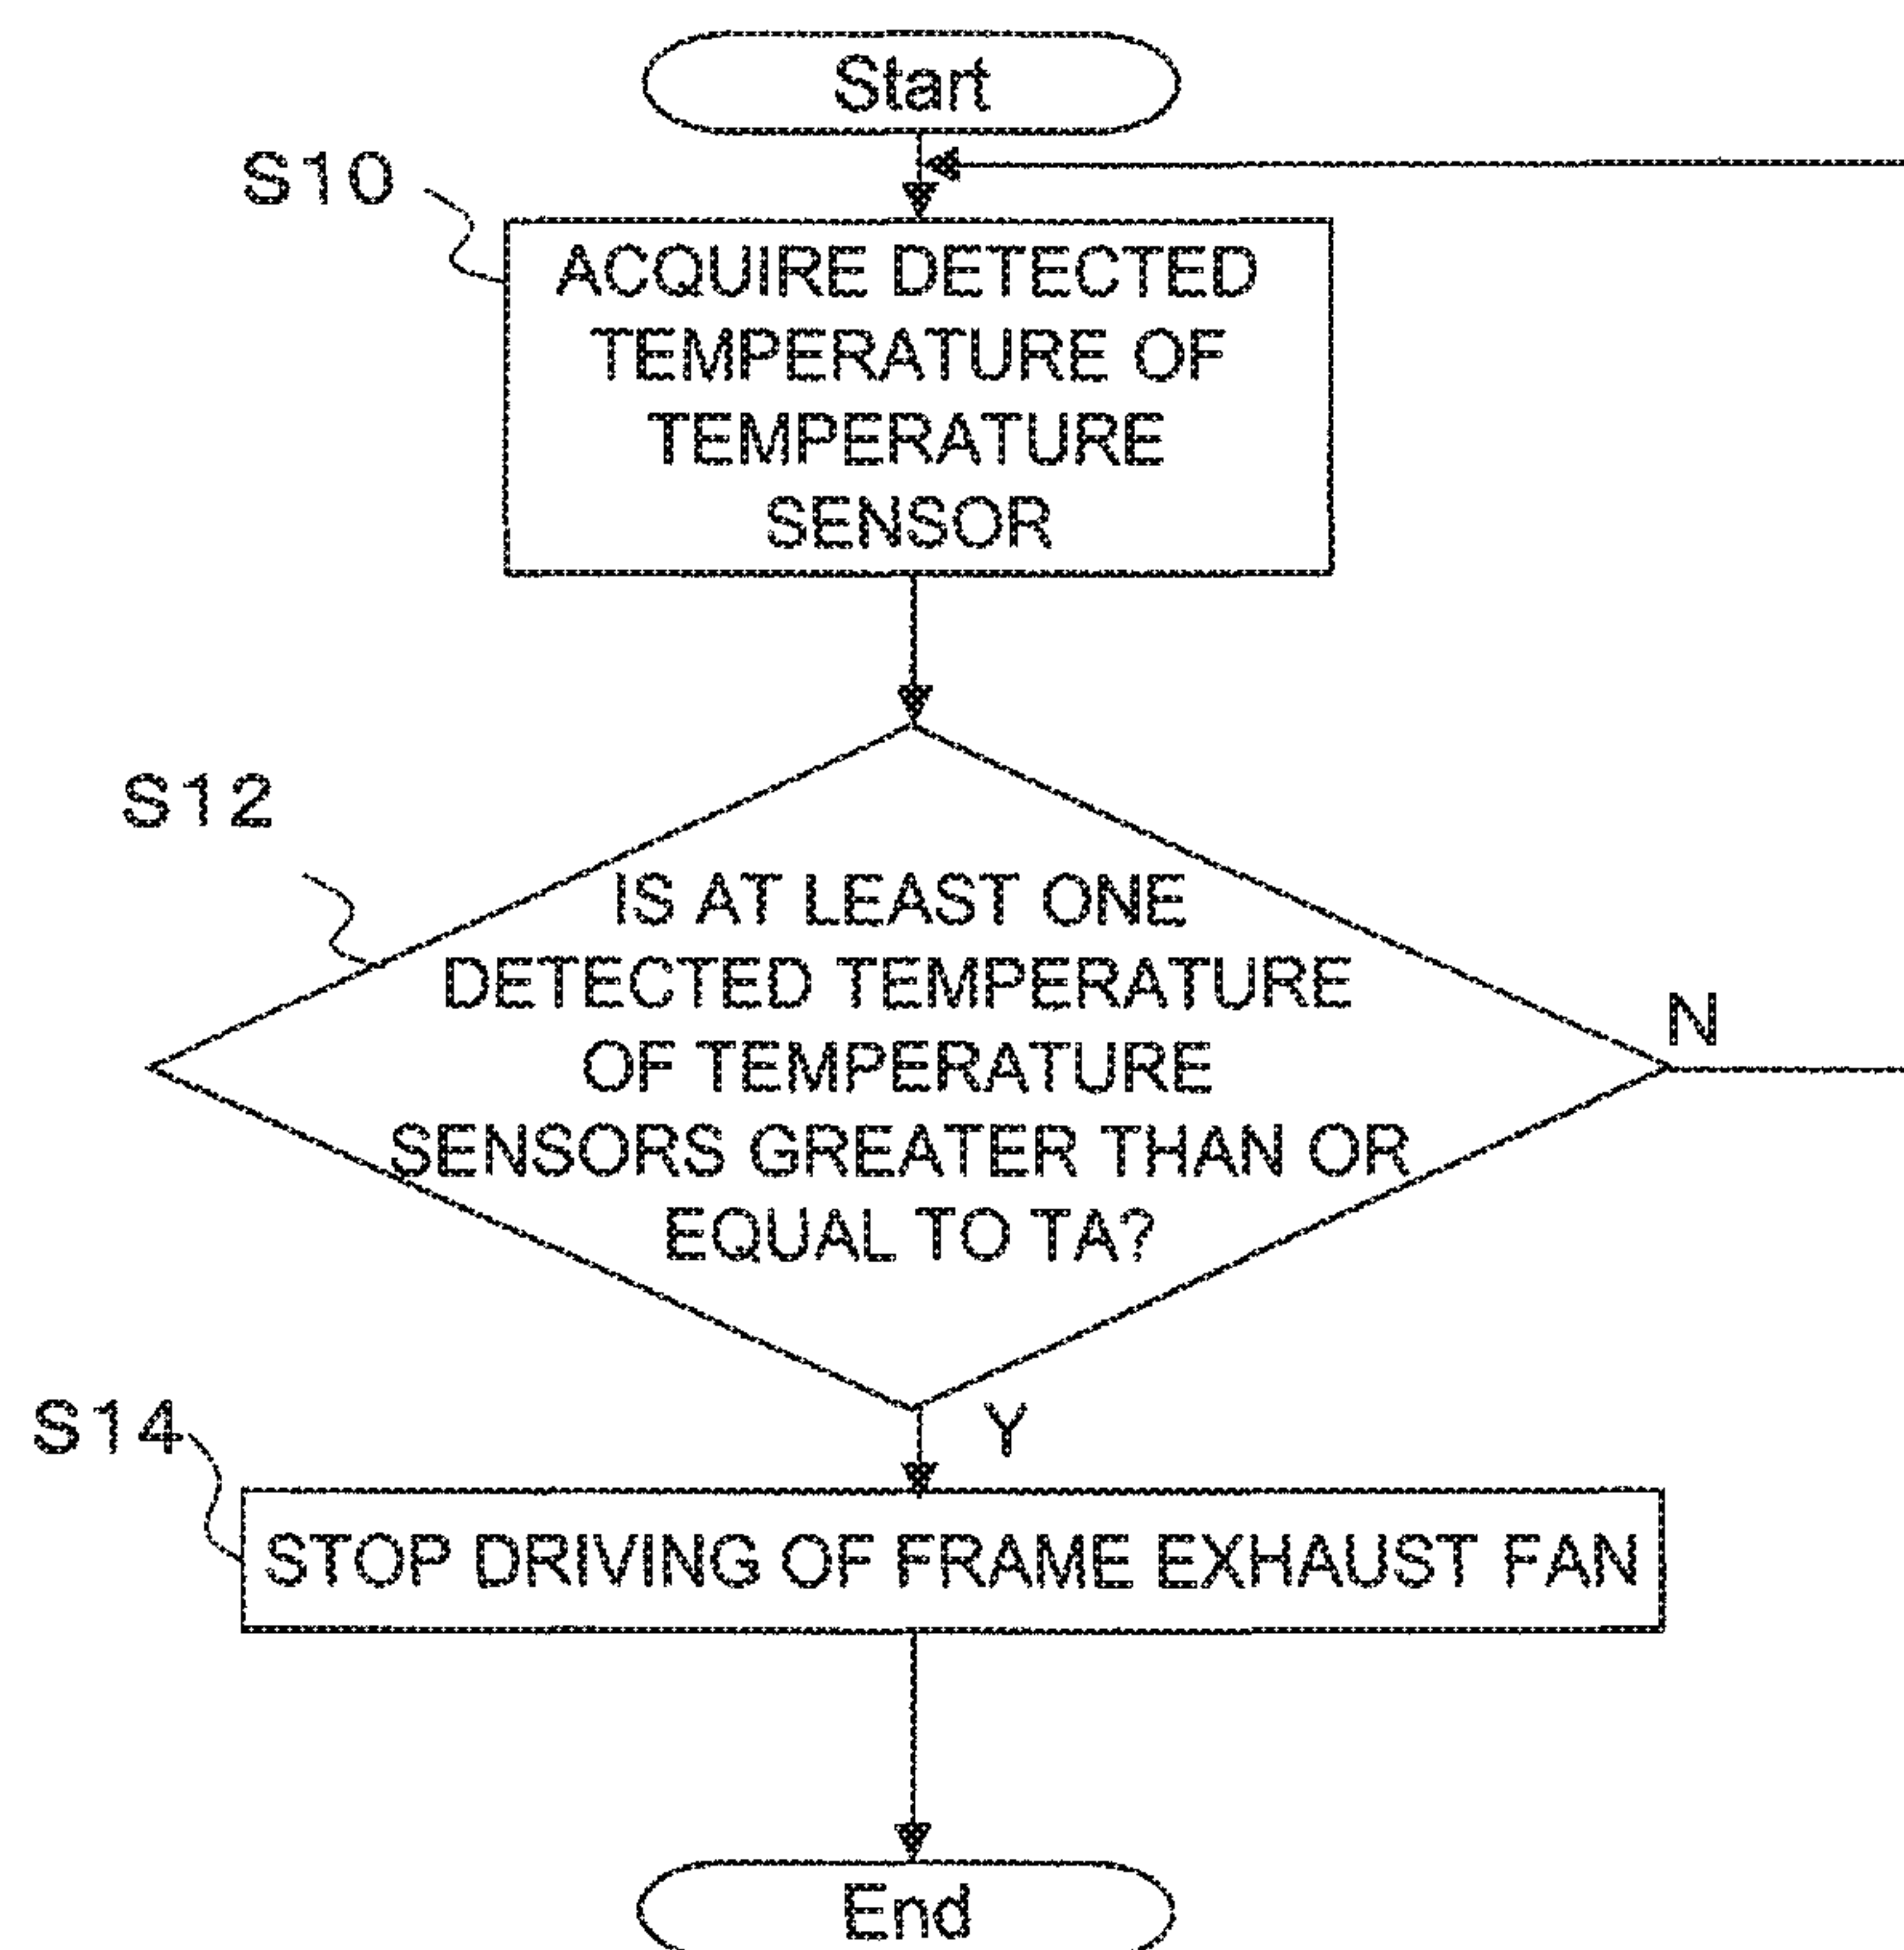 Start
S10
ACQUIRE DETECTED
TEMPERATURE OF
TEMPERATURE
SENSOR
S12
IS AT LEAST ONE
DETECTED TEMPERATURE
OF TEMPERATURE
SENSORS GREATER THAN OR
EQUAL TO TA?
N
Y
S14
STOP DRIVING OF FRAME EXHAUST FAN
End